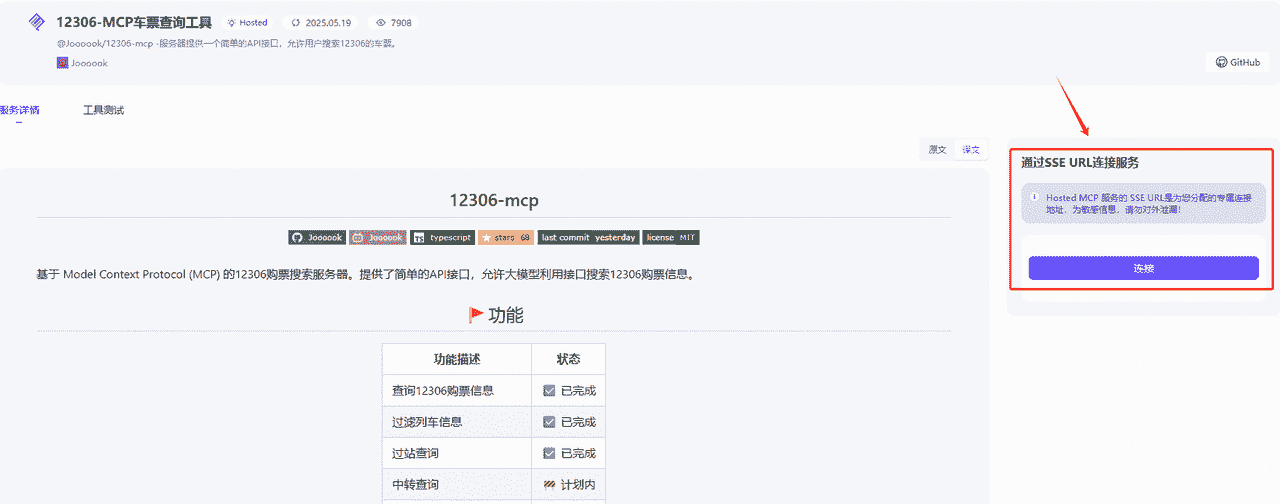 12306-MCP车票查询工具 Hosted 2025.05.19 7908
@Joooook/12306-mcp -服务器提供一个简单的API接口，允许用户搜索12306的车票。
Joooook
GitHub
服务详情 工具测试
原文 译文
通过SSE URL连接服务
Hosted MCP 服务的 SSE URL是为您分配的专属连接
地址，为敏感信息，请勿对外泄漏!
连接
12306-mcp
Joooook Joooook typescript stars 68 last commit yesterday license MIT
基于 Model Context Protocol (MCP) 的12306购票搜索服务器。提供了简单的API接口，允许大模型利用接口搜索12306购票信息。
功能
功能描述 状态
查询12306购票信息 已完成
过滤列车信息 已完成
过站查询 已完成
中转查询 计划内